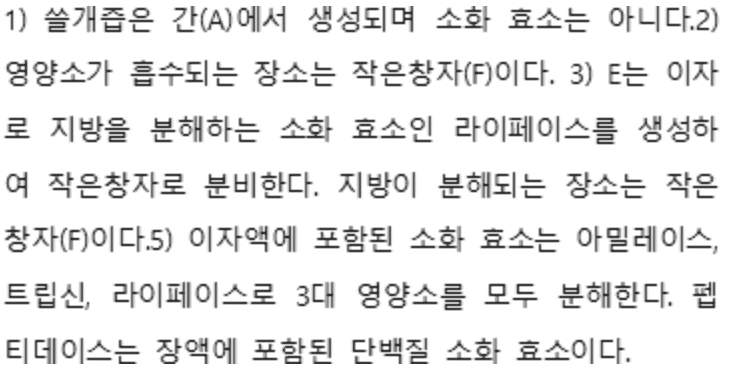 1) 쓸개즙은 간(A)에서 생성되며 소화 효소는 아니다.2)
영양소가 흡수되는 장소는 작은창자(F)이다. 3) E는 이자
로 지방을 분해하는 소화 효소인 라이페이스를 생성하
여 작은창자로 분비한다. 지방이 분해되는 장소는 작은
창자(F)이다.5) 이자액에 포함된 소화 효소는 아밀레이스,
트립신, 라이페이스로 3대 영양소를 모두 분해한다. 펩
티데이스는 장액에 포함된 단백질 소화 효소이다.